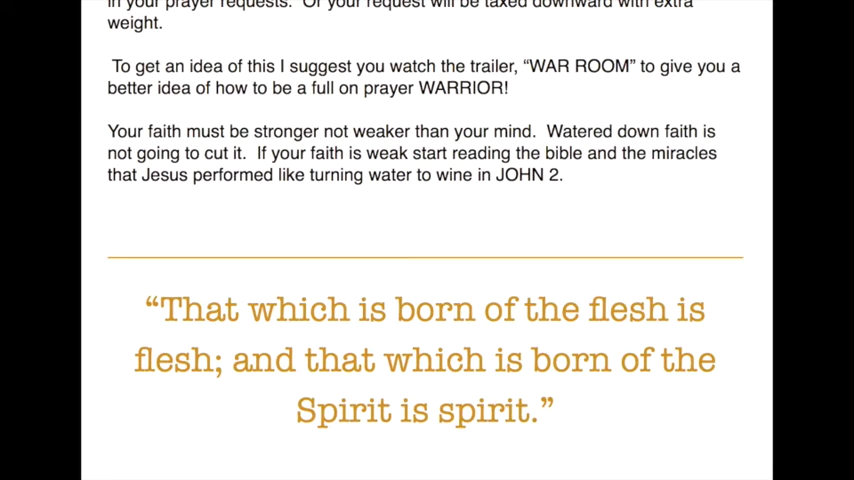 in your prayer requests.  Or your request will be taxed downward with extra
weight.
To get an idea of this I suggest you watch the trailer, “WAR ROOM” to give you a
better idea of how to be a full on prayer WARRIOR!
Your faith must be stronger not weaker than your mind.  Watered down faith is
not going to cut it.  If your faith is weak start reading the bible and the miracles
that Jesus performed like turning water to wine in JOHN 2.
“That which is born of the flesh is
flesh; and that which is born of the
Spirit is spirit.”